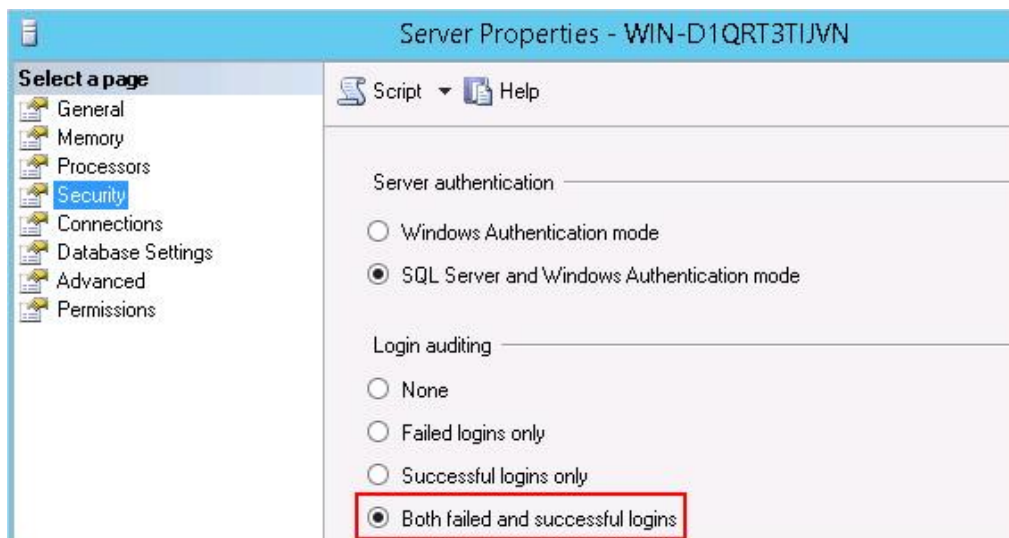 Server Properties - WIN-D1QRT3TIJVN
Select a page
General
Memory
Processors
Security
Connections
Database Settings
Advanced
Permissions
Script Help
Server authentication
Windows Authentication mode
SQL Server and Windows Authentication mode
Login auditing
None
Failed logins only
Successful logins only
Both failed and successful logins